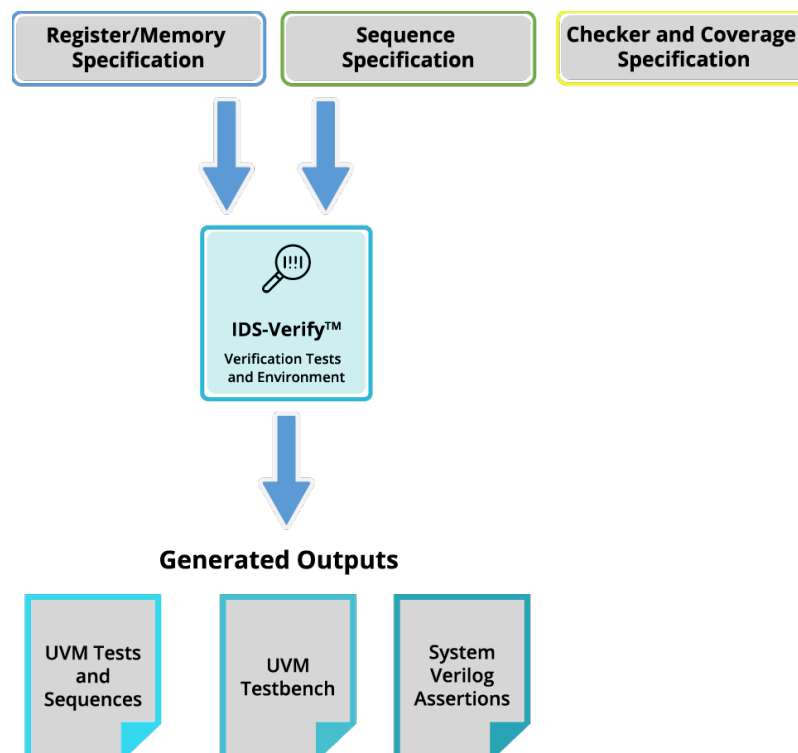 Register/Memory
Specification
Sequence
Specification
Checker and Coverage
Specification
IDS-Verify™
Verification Tests
and Environment
Generated Outputs
UVM Tests
and
Sequences
UVM
Testbench
System
Verilog
Assertions